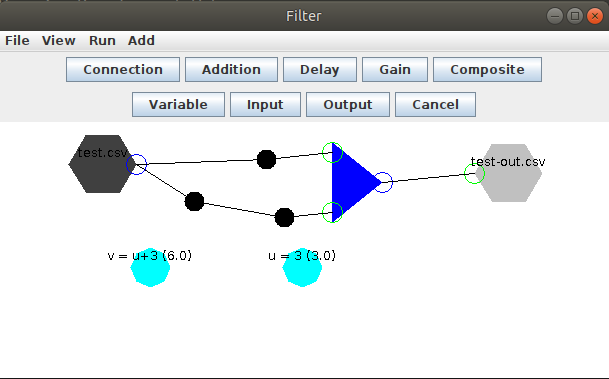 Filter
File View Run Add
Connection Addition Delay Gain Composite
Variable Input Output Cancel
test.csv
test-out.csv
v = u+3 (6.0)
u = 3 (3.0)